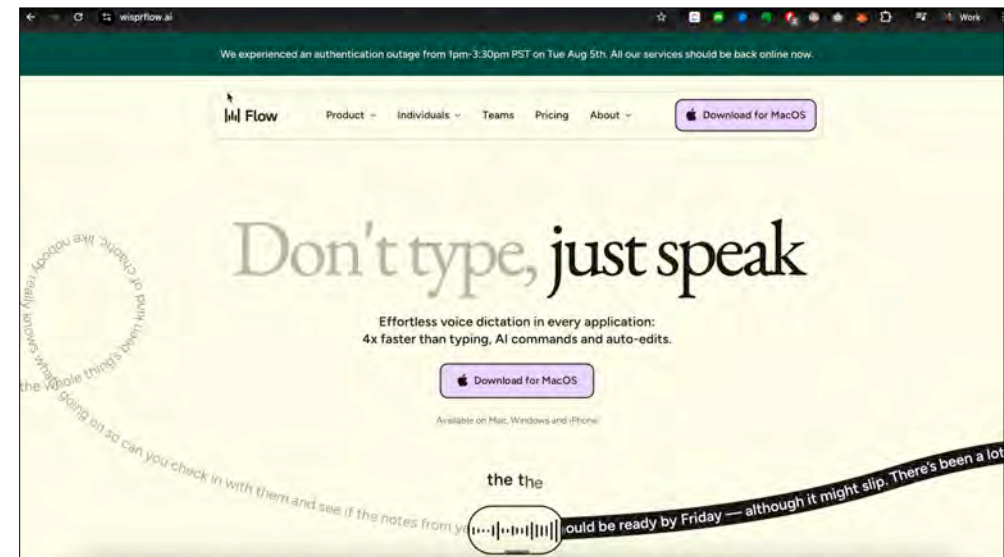 wisprflow.ai
Work
We experienced an authentication outage from 1pm-3:30pm PST on Tue Aug 5th. All our services should be back online now.
Flow
Product
Individuals
Teams
Pricing
About
Download for MacOS
Don't type, just speak
Effortless voice dictation in every application:
4x faster than typing, AI commands and auto-edits.
Download for MacOS
Available on Mac, Windows and iPhone
the whole thing's been kind of chaotic, like nobody really knows what's going on so can you check in with them and see if the notes from
the the
ould be ready by Friday — although it might slip. There's been a lot